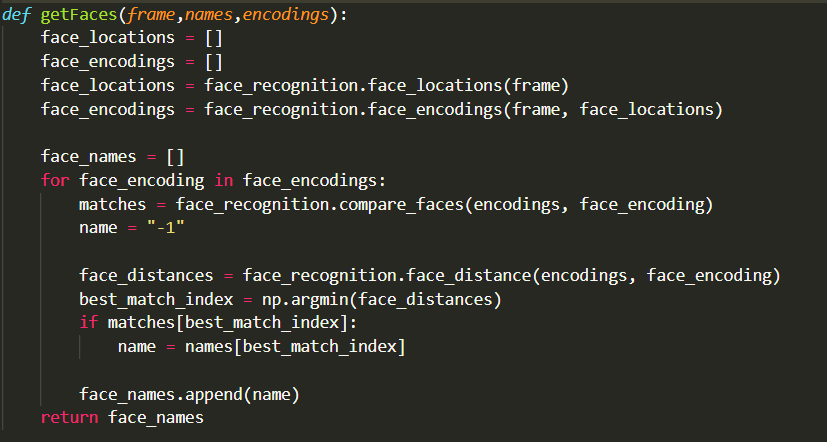 def getFaces(frame,names,encodings):
    face_locations = []
    face_encodings = []
    face_locations = face_recognition.face_locations(frame)
    face_encodings = face_recognition.face_encodings(frame, face_locations)

    face_names = []
    for face_encoding in face_encodings:
        matches = face_recognition.compare_faces(encodings, face_encoding)
        name = "-1"

        face_distances = face_recognition.face_distance(encodings, face_encoding)
        best_match_index = np.argmin(face_distances)
        if matches[best_match_index]:
            name = names[best_match_index]

        face_names.append(name)
    return face_names